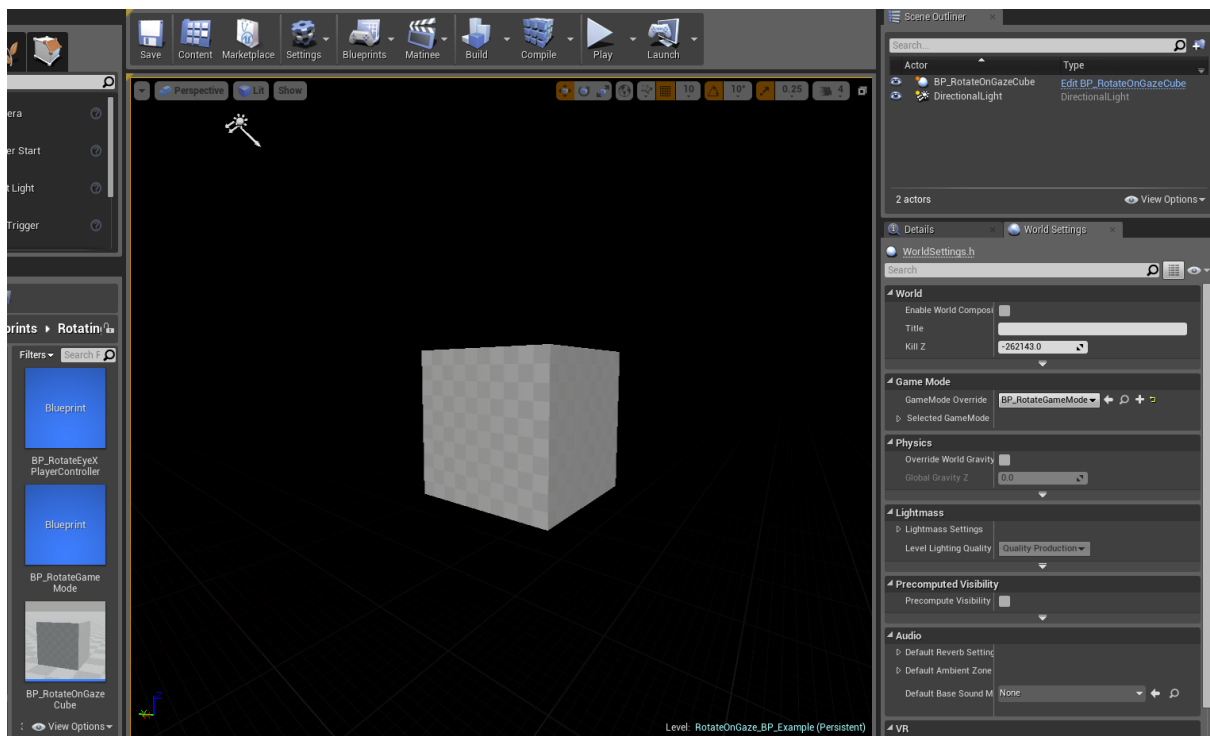 Save Content Marketplace Settings Blueprints Matinee Build Compile Play Launch
Perspective Lit Show 10 10° 0.25 4
era
er Start
t Light
Trigger
prints Rotatin
Filters Search F
Blueprint
BP_RotateEyeX
PlayerController
Blueprint
BP_RotateGame
Mode
BP_RotateOnGaze
Cube
View Options
Level: RotateOnGaze_BP_Example (Persistent)
Scene Outliner
Search...
Actor Type
BP_RotateOnGazeCube Edit BP_RotateOnGazeCube
DirectionalLight DirectionalLight
2 actors View Options
Details World Settings
WorldSettings.h
Search
World
Enable World Composi
Title
Kill Z -262143.0
Game Mode
GameMode Override BP_RotateGameMode
Selected GameMode
Physics
Override World Gravity
Global Gravity Z 0.0
Lightmass
Lightmass Settings
Level Lighting Quality Quality Production
Precomputed Visibility
Precompute Visibility
Audio
Default Reverb Setting
Default Ambient Zone
Default Base Sound M None
VR